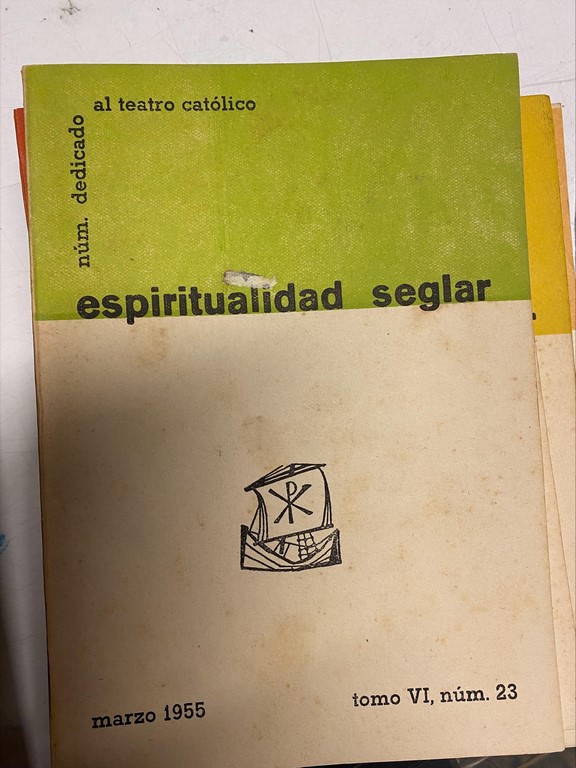 al teatro católico
núm. dedicado
espiritualidad seglar
marzo 1955
tomo VI, núm. 23